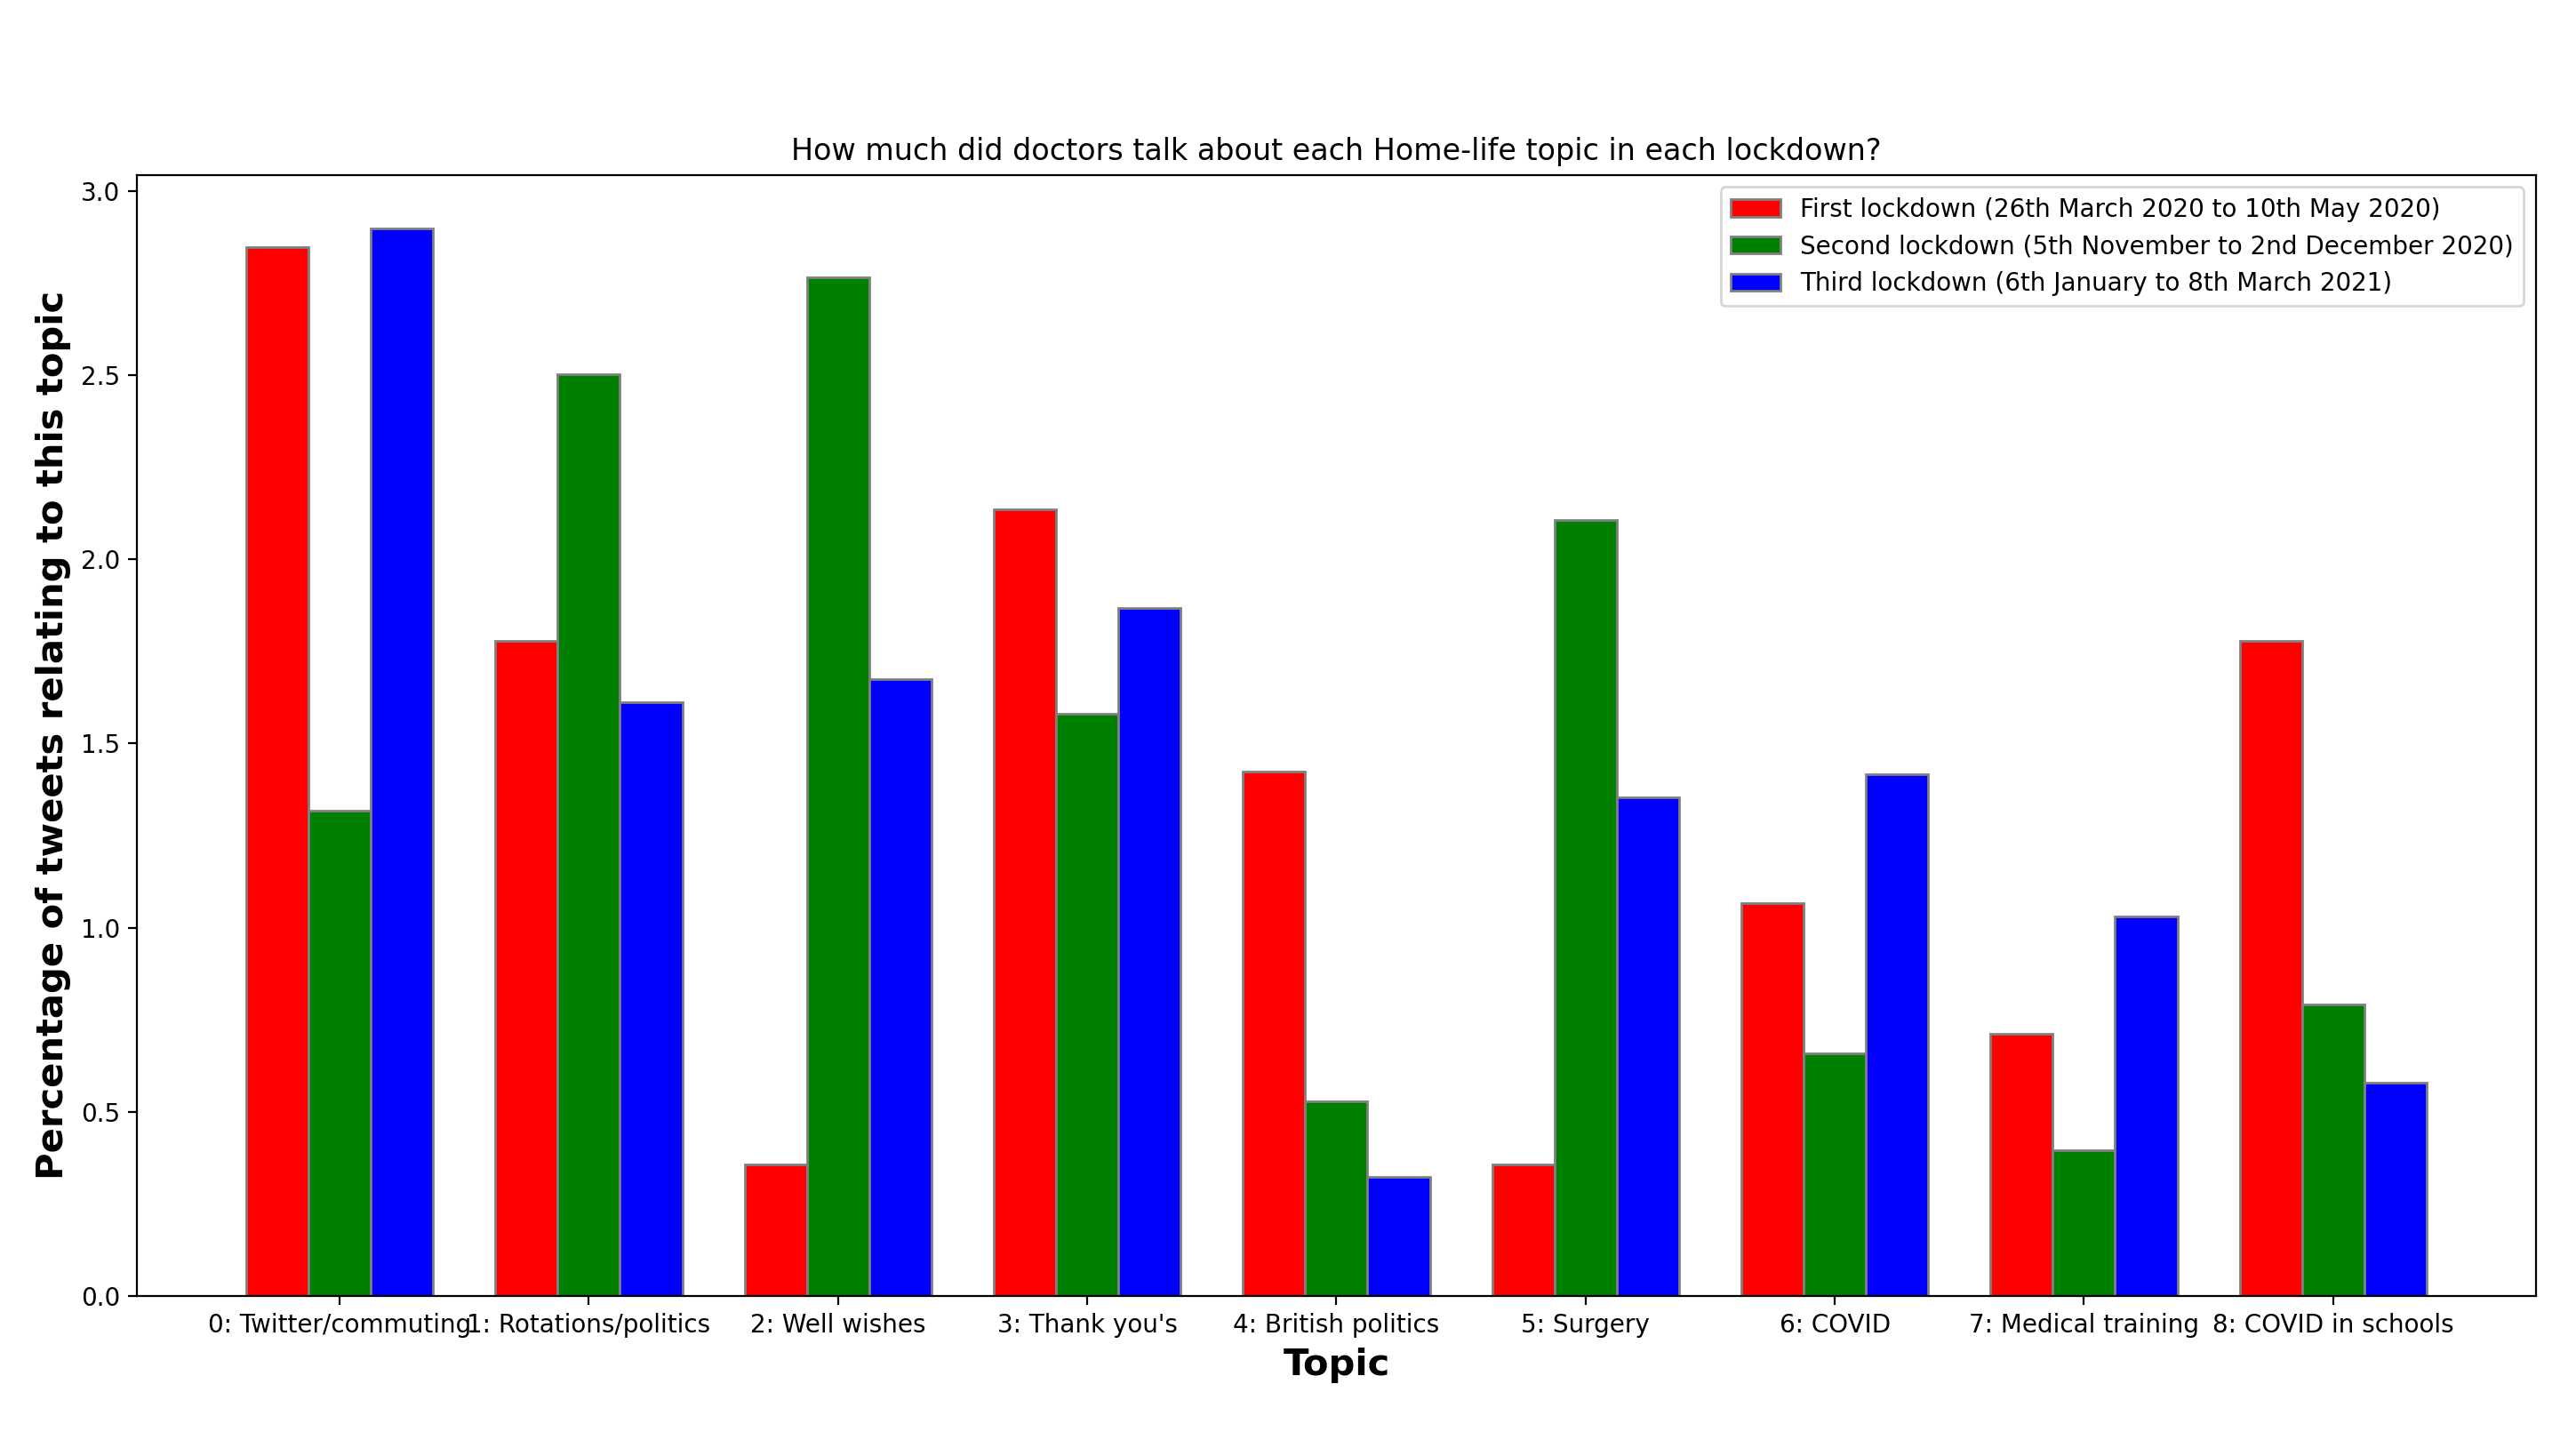 How much did doctors talk about each Home-life topic in each lockdown?
First lockdown (26th March 2020 to 10th May 2020)
Second lockdown (5th November to 2nd December 2020)
Third lockdown (6th January to 8th March 2021)
Percentage of tweets relating to this topic
3.0
2.5
2.0
1.5
1.0
0.5
0.0
0: Twitter/commuting
1: Rotations/politics
2: Well wishes
3: Thank you's
4: British politics
5: Surgery
6: COVID
7: Medical training
8: COVID in schools
Topic